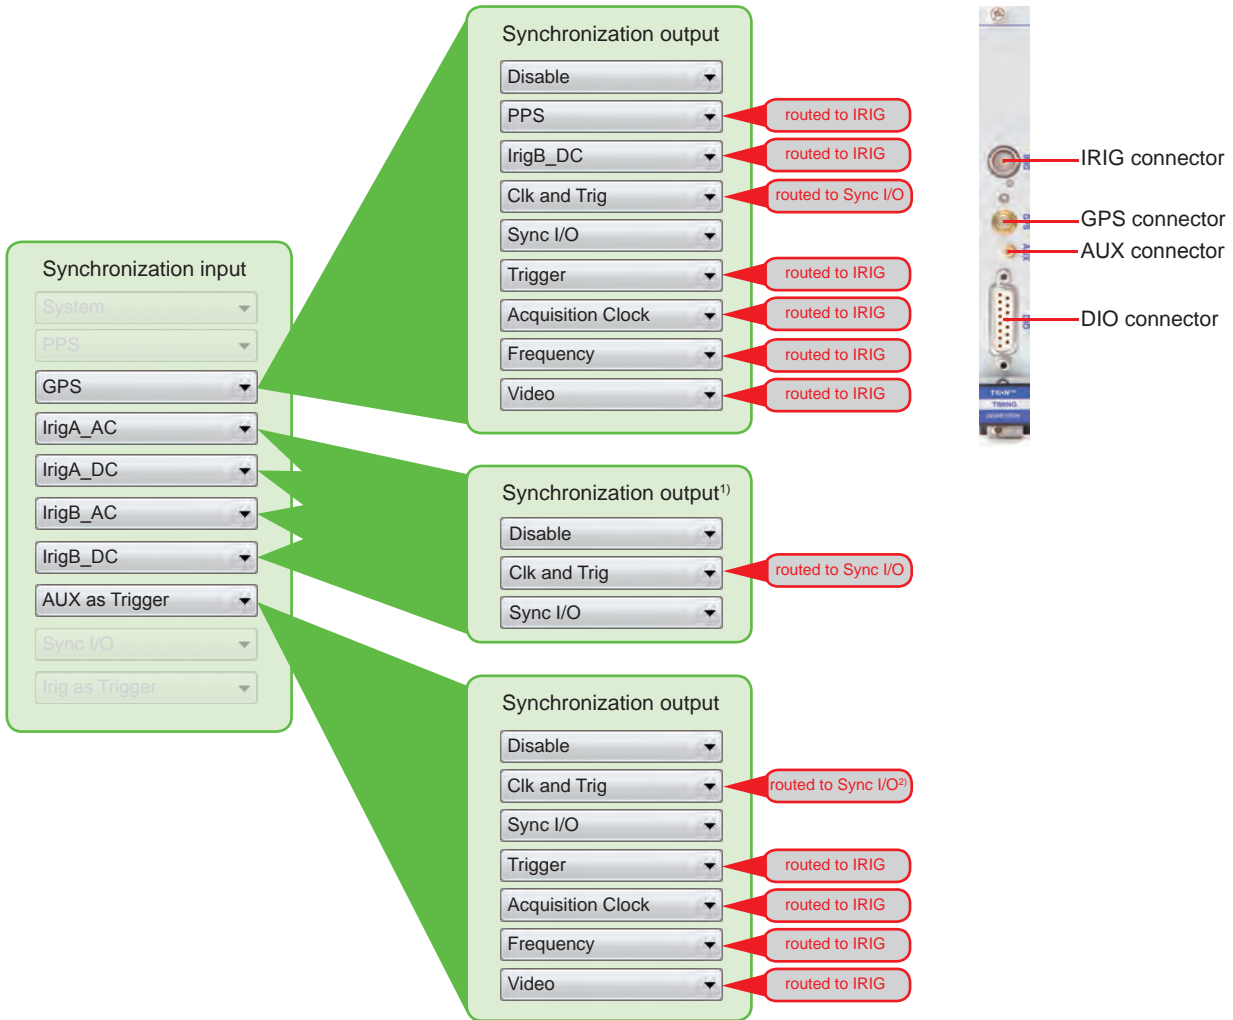 Synchronization input
System
PPS
GPS
IrigA_AC
IrigA_DC
IrigB_AC
IrigB_DC
AUX as Trigger
Sync I/O
Irig as Trigger
Synchronization output
Disable
PPS
routed to IRIG
IrigB_DC
routed to IRIG
Clk and Trig
routed to Sync I/O
Sync I/O
Trigger
routed to IRIG
Acquisition Clock
routed to IRIG
Frequency
routed to IRIG
Video
routed to IRIG
Synchronization output1)
Disable
Clk and Trig
routed to Sync I/O
Sync I/O
Synchronization output
Disable
Clk and Trig
routed to Sync I/O2)
Sync I/O
Trigger
routed to IRIG
Acquisition Clock
routed to IRIG
Frequency
routed to IRIG
Video
routed to IRIG
IRIG connector
GPS connector
AUX connector
DIO connector
IRIG
GPS
AUX
DIO
TIMING